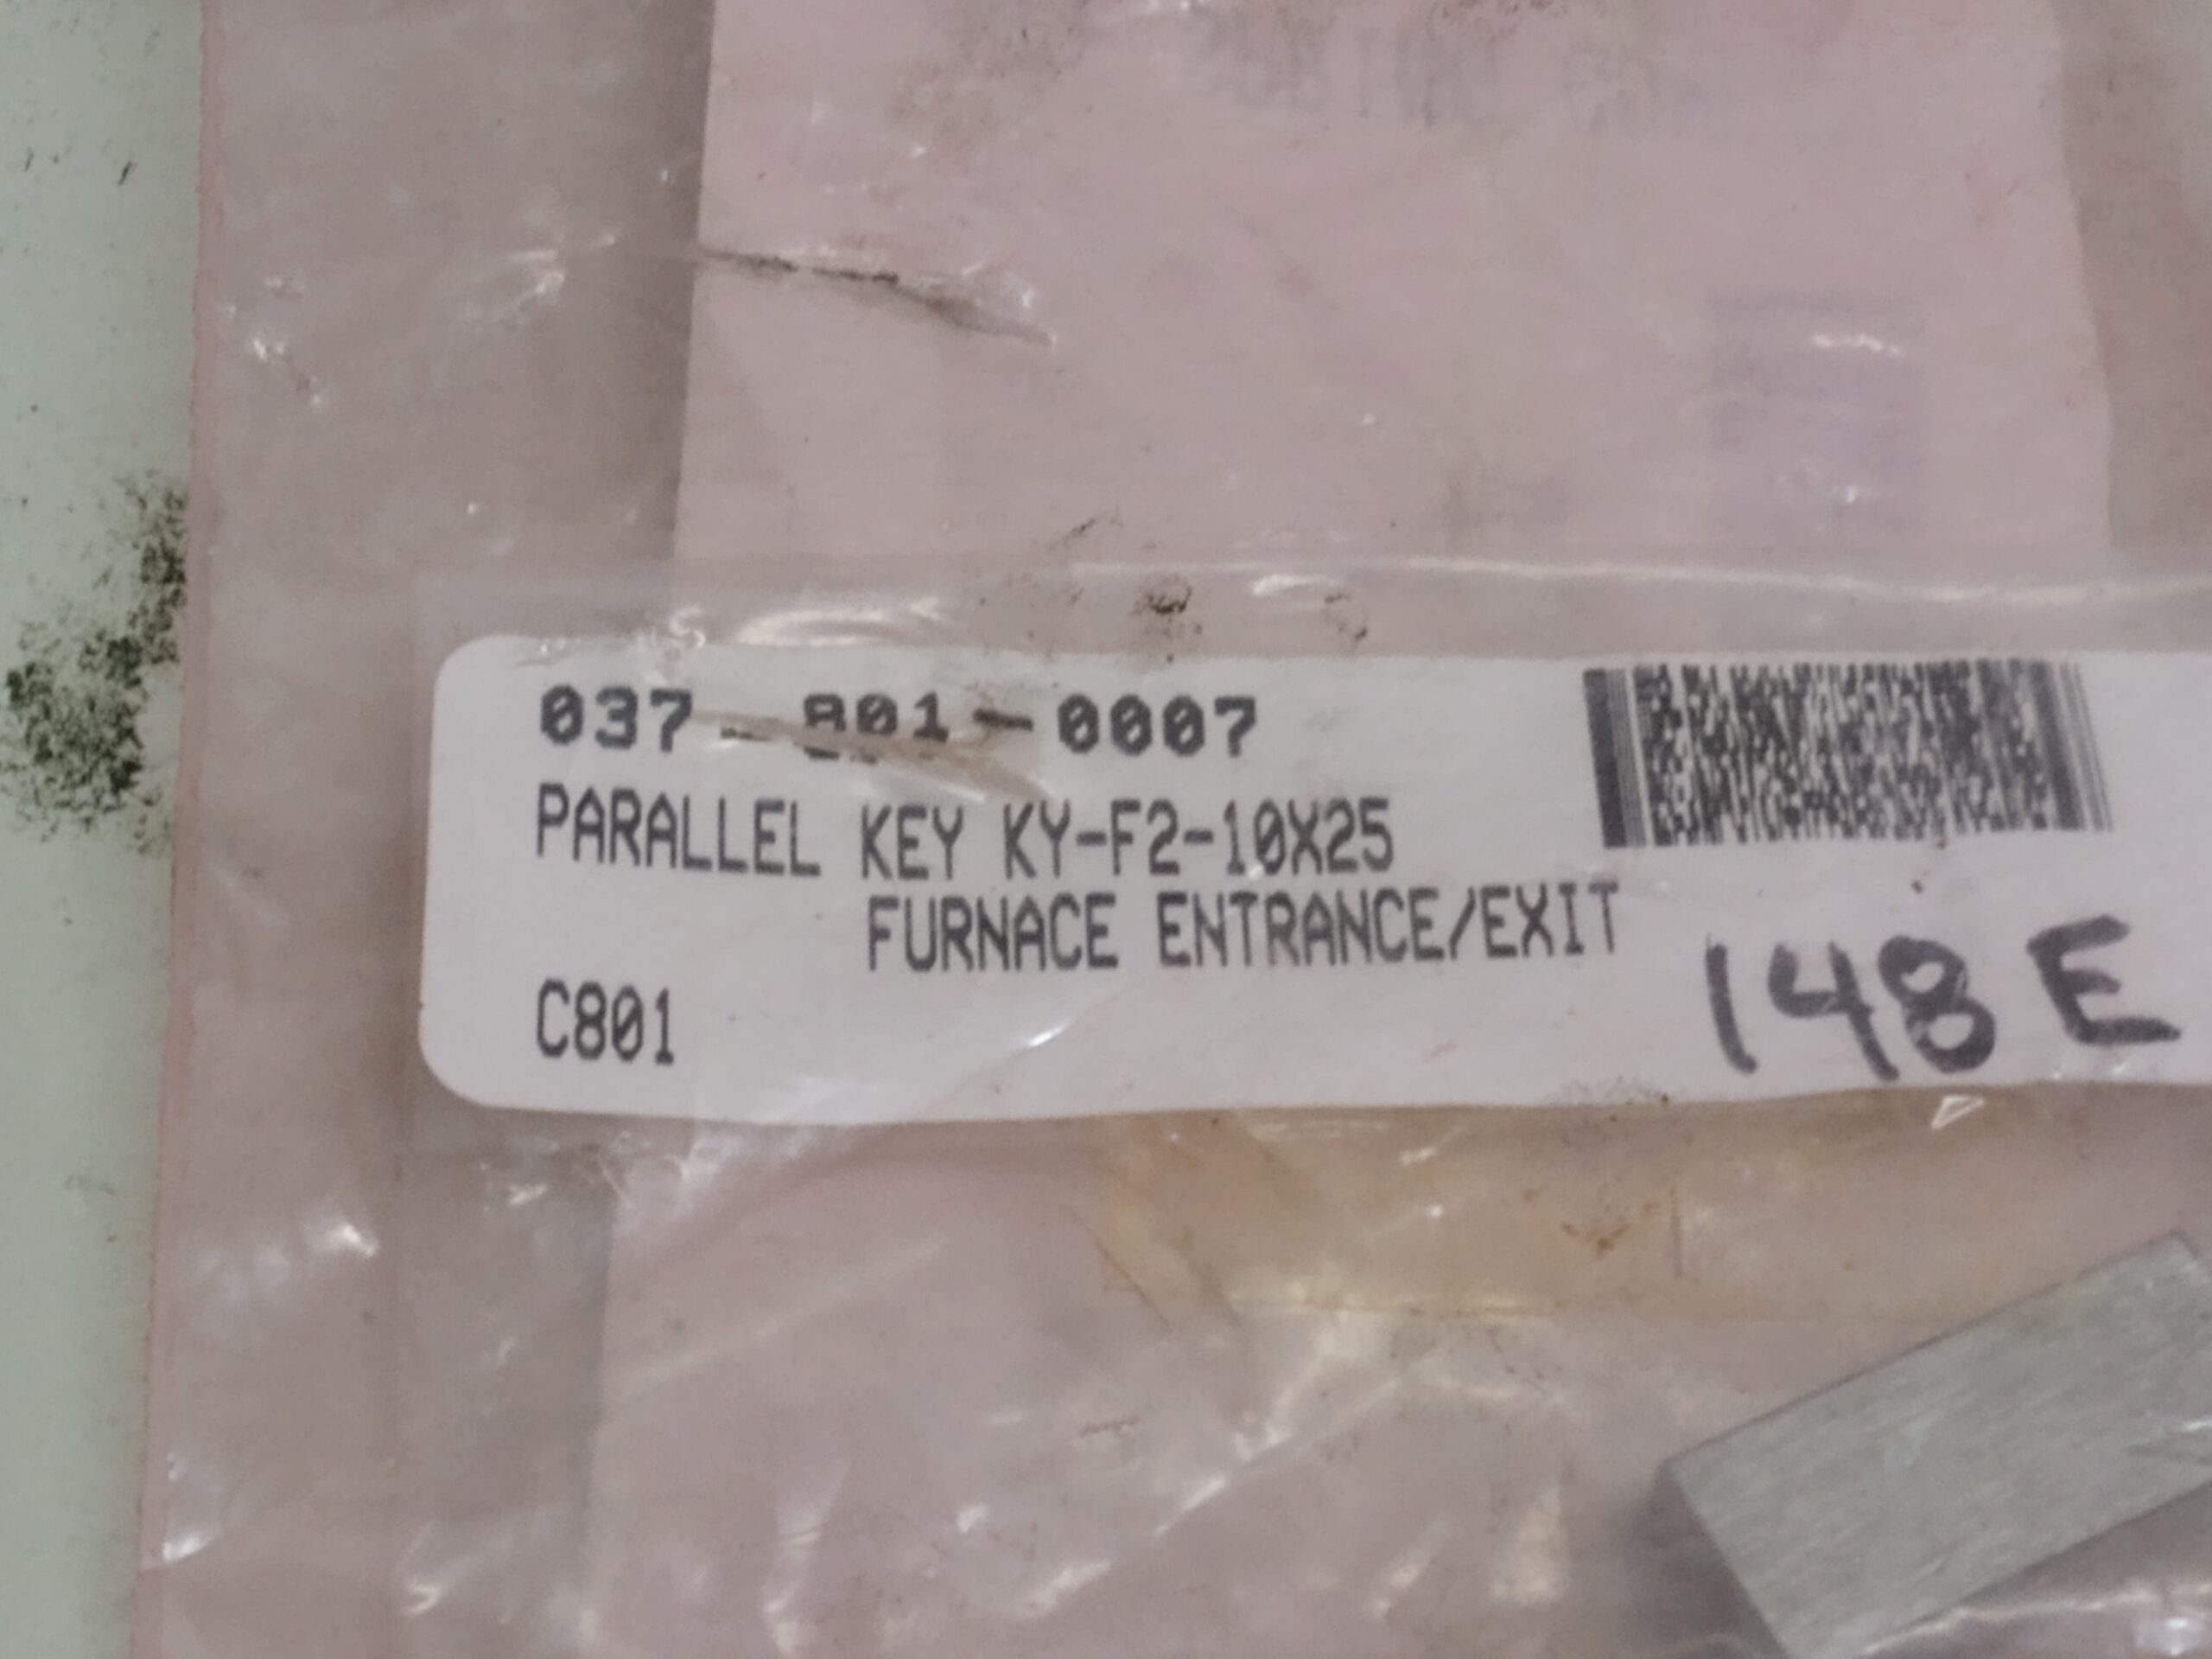 037-801-0007
PARALLEL KEY KY-F2-10X25
FURNACE ENTRANCE/EXIT
148E
C801